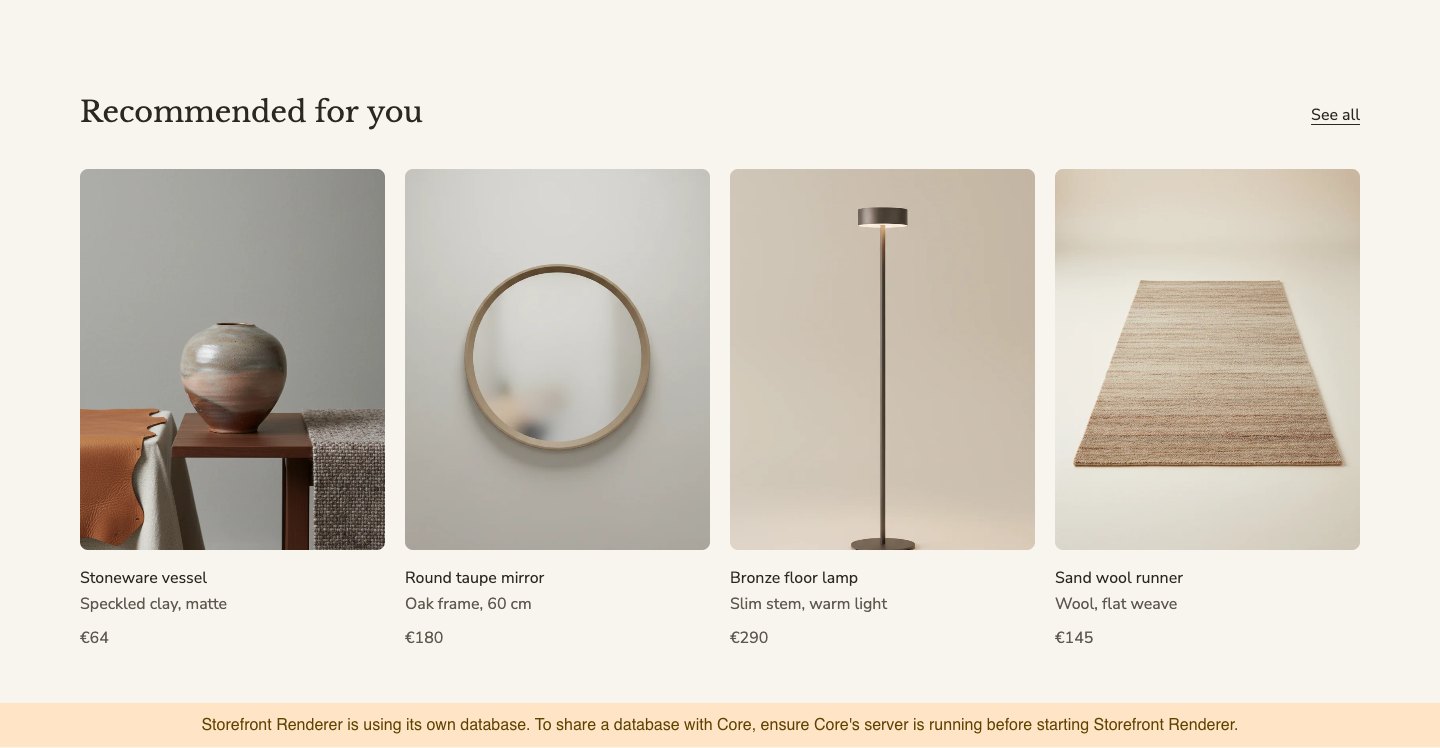 Recommended for you
See all
Stoneware vessel
Speckled clay, matte
€64
Round taupe mirror
Oak frame, 60 cm
€180
Bronze floor lamp
Slim stem, warm light
€290
Sand wool runner
Wool, flat weave
€145
Storefront Renderer is using its own database. To share a database with Core, ensure Core's server is running before starting Storefront Renderer.